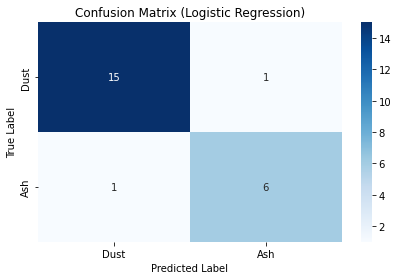 Confusion Matrix (Logistic Regression)
True Label
Dust
15
1
Ash
1
6
Dust
Ash
Predicted Label
14
12
10
8
6
4
2